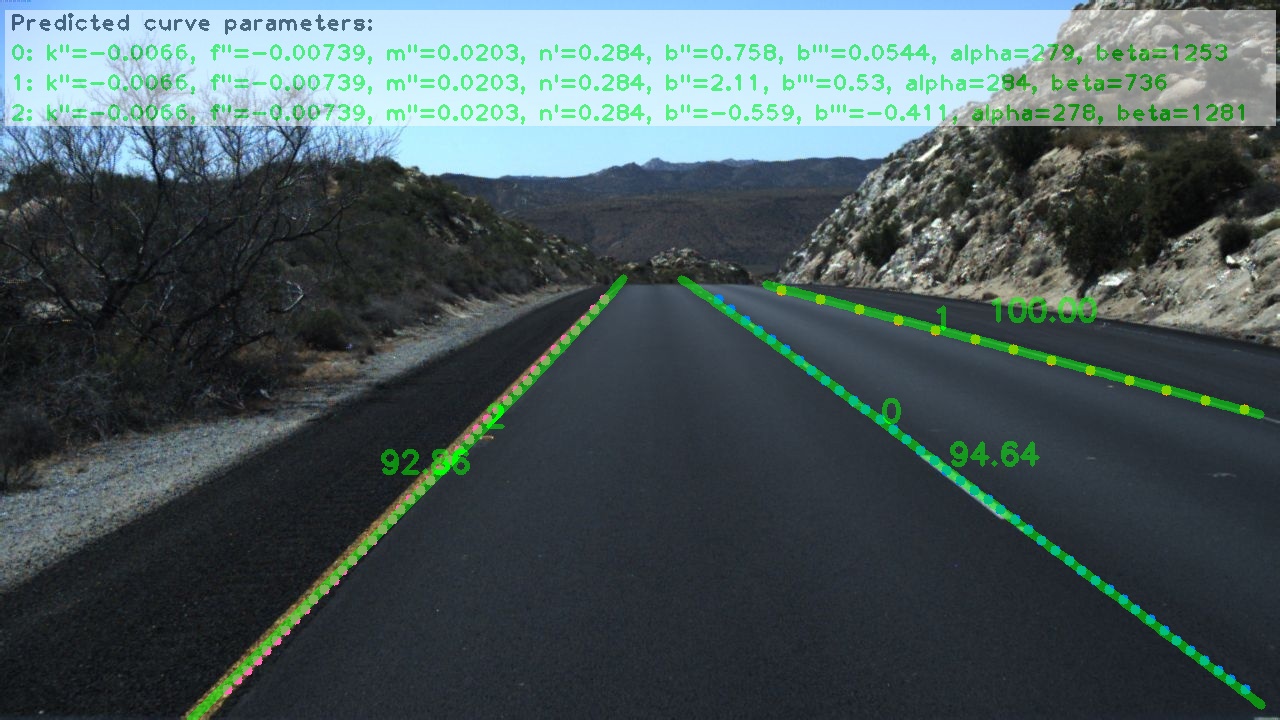 Predicted curve parameters:
0: k''=-0.0066, f''=-0.00739, m''=0.0203, n'=0.284, b''=0.758, b'''=0.0544, alpha=279, beta=1253
1: k''=-0.0066, f''=-0.00739, m''=0.0203, n'=0.284, b''=2.11, b'''=0.53, alpha=284, beta=736
2: k''=-0.0066, f''=-0.00739, m''=0.0203, n'=0.284, b''=-0.559, b'''=-0.411, alpha=278, beta=1281
1 100.00
0
2
94.64
92.86